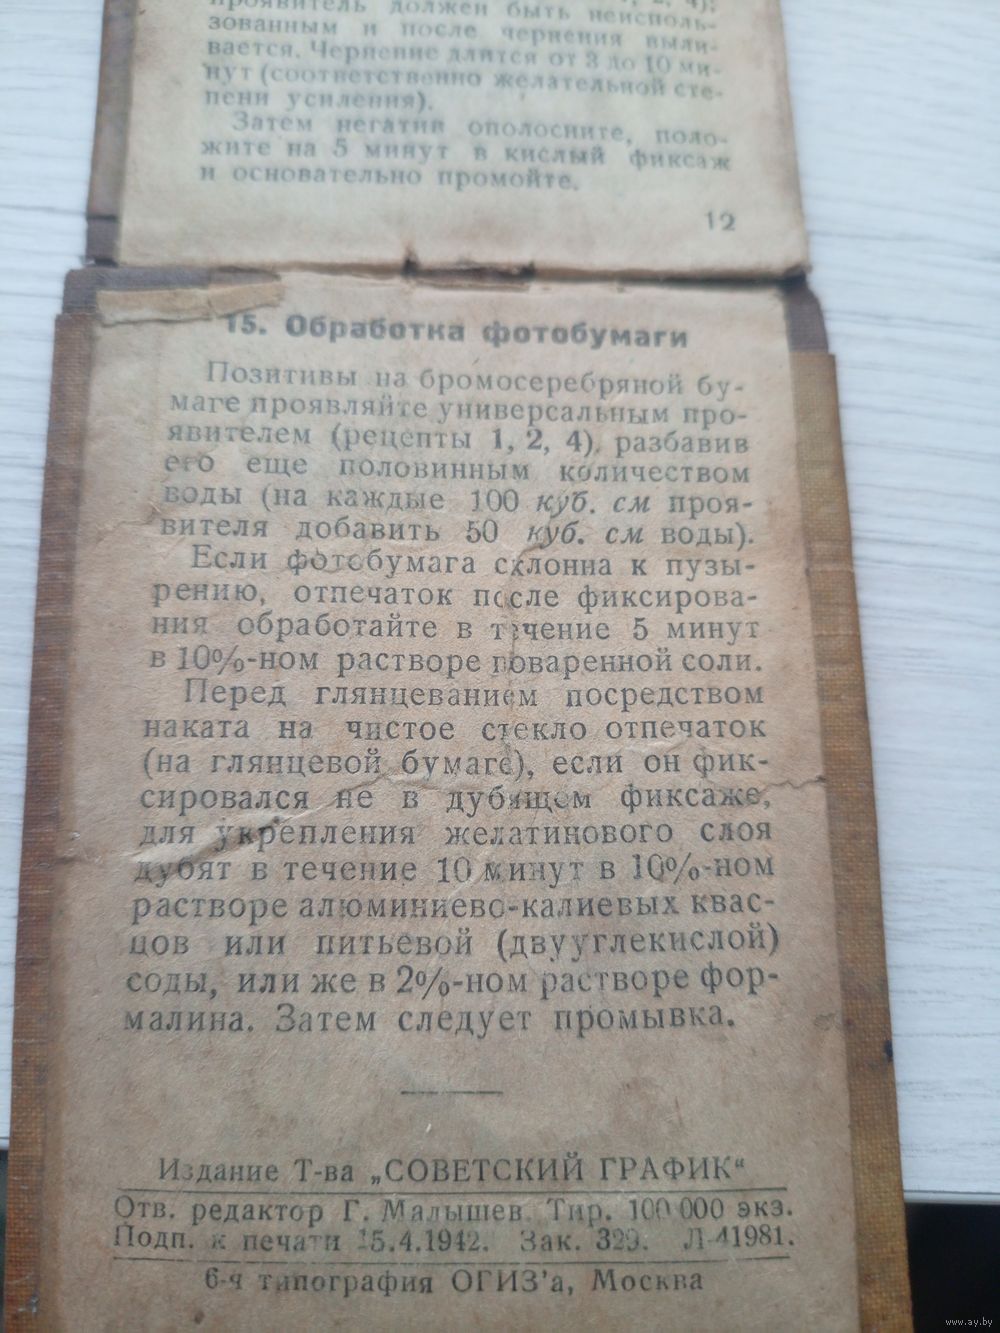 проявитель должен быть неисполь-
зованным и после чернения выли-
вается. Чернение длится от 3 до 10 ми-
нут (соответственно желательной сте-
пени усиления).
Затем негатив ополосните, поло-
жите на 5 минут в кислый фиксаж
и основательно промойте.
12
15. Обработка фотобумаги
Позитивы на бромосеребряной бу-
маге проявляйте универсальным про-
явителем (рецепты 1, 2, 4), разбавив
его еще половинным количеством
воды (на каждые 100 куб. см проя-
вителя добавить 50 куб. см воды).
Если фотобумага склонна к пузы-
рению, отпечаток после фиксирова-
ния обработайте в течение 5 минут
в 10%-ном растворе поваренной соли.
Перед глянцеванием посредством
наката на чистое стекло отпечаток
(на глянцевой бумаге), если он фик-
сировался не в дубящем фиксаже,
для укрепления желатинового слоя
дубят в течение 10 минут в 10%-ном
растворе алюминиево-калиевых квас-
цов или питьевой (двууглекислой)
соды, или же в 2%-ном растворе фор-
малина. Затем следует промывка.
Издание Т-ва „СОВЕТСКИЙ ГРАФИК“
Отв. редактор Г. Малышев. Тир. 100 000 экз.
Подп. к печати 15.4.1942. Зак. 329. Л-41981.
6-я типография ОГИЗ'а, Москва
www.ay.by